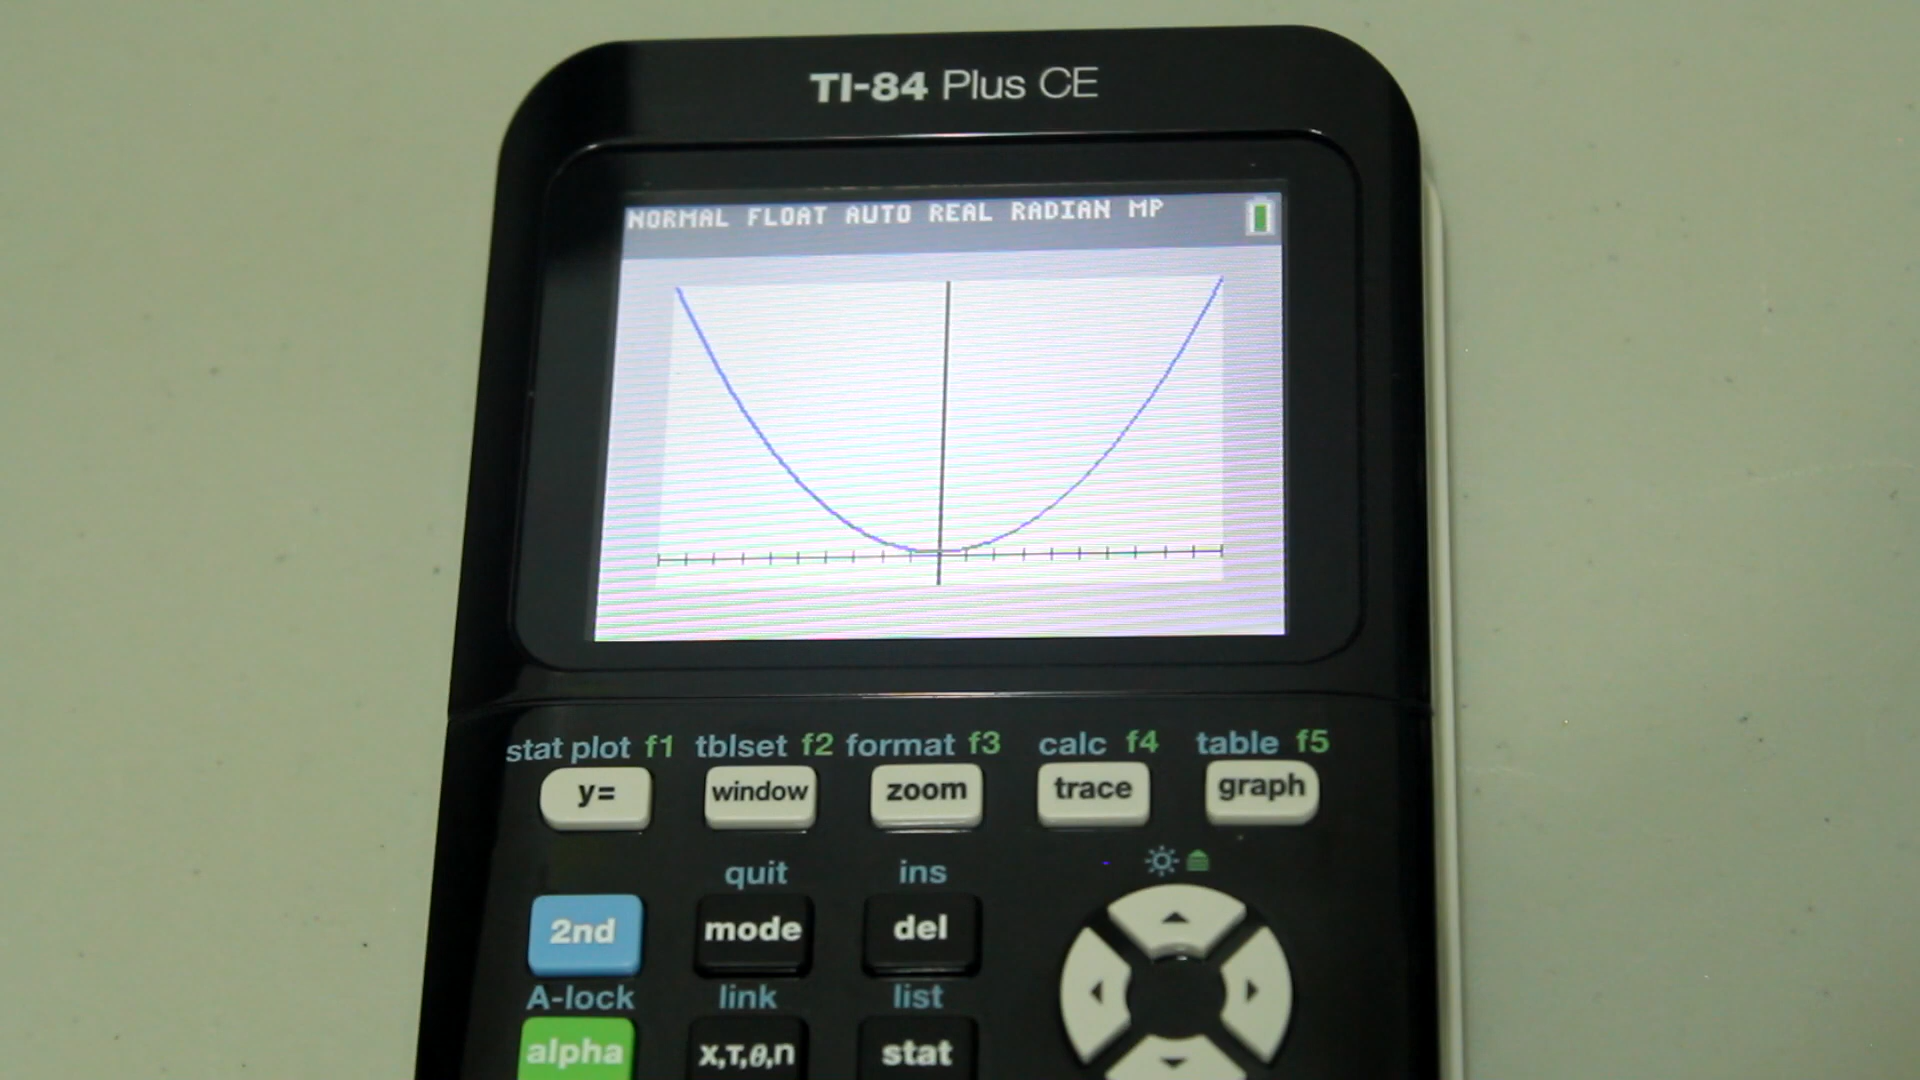 TI-84 Plus CE
NORMAL FLOAT AUTO REAL RADIAN MP
stat plot f1 tblset f2 format f3 calc f4 table f5
y= window zoom trace graph
quit ins
2nd mode del
A-lock link list
alpha X,T,θ,n stat